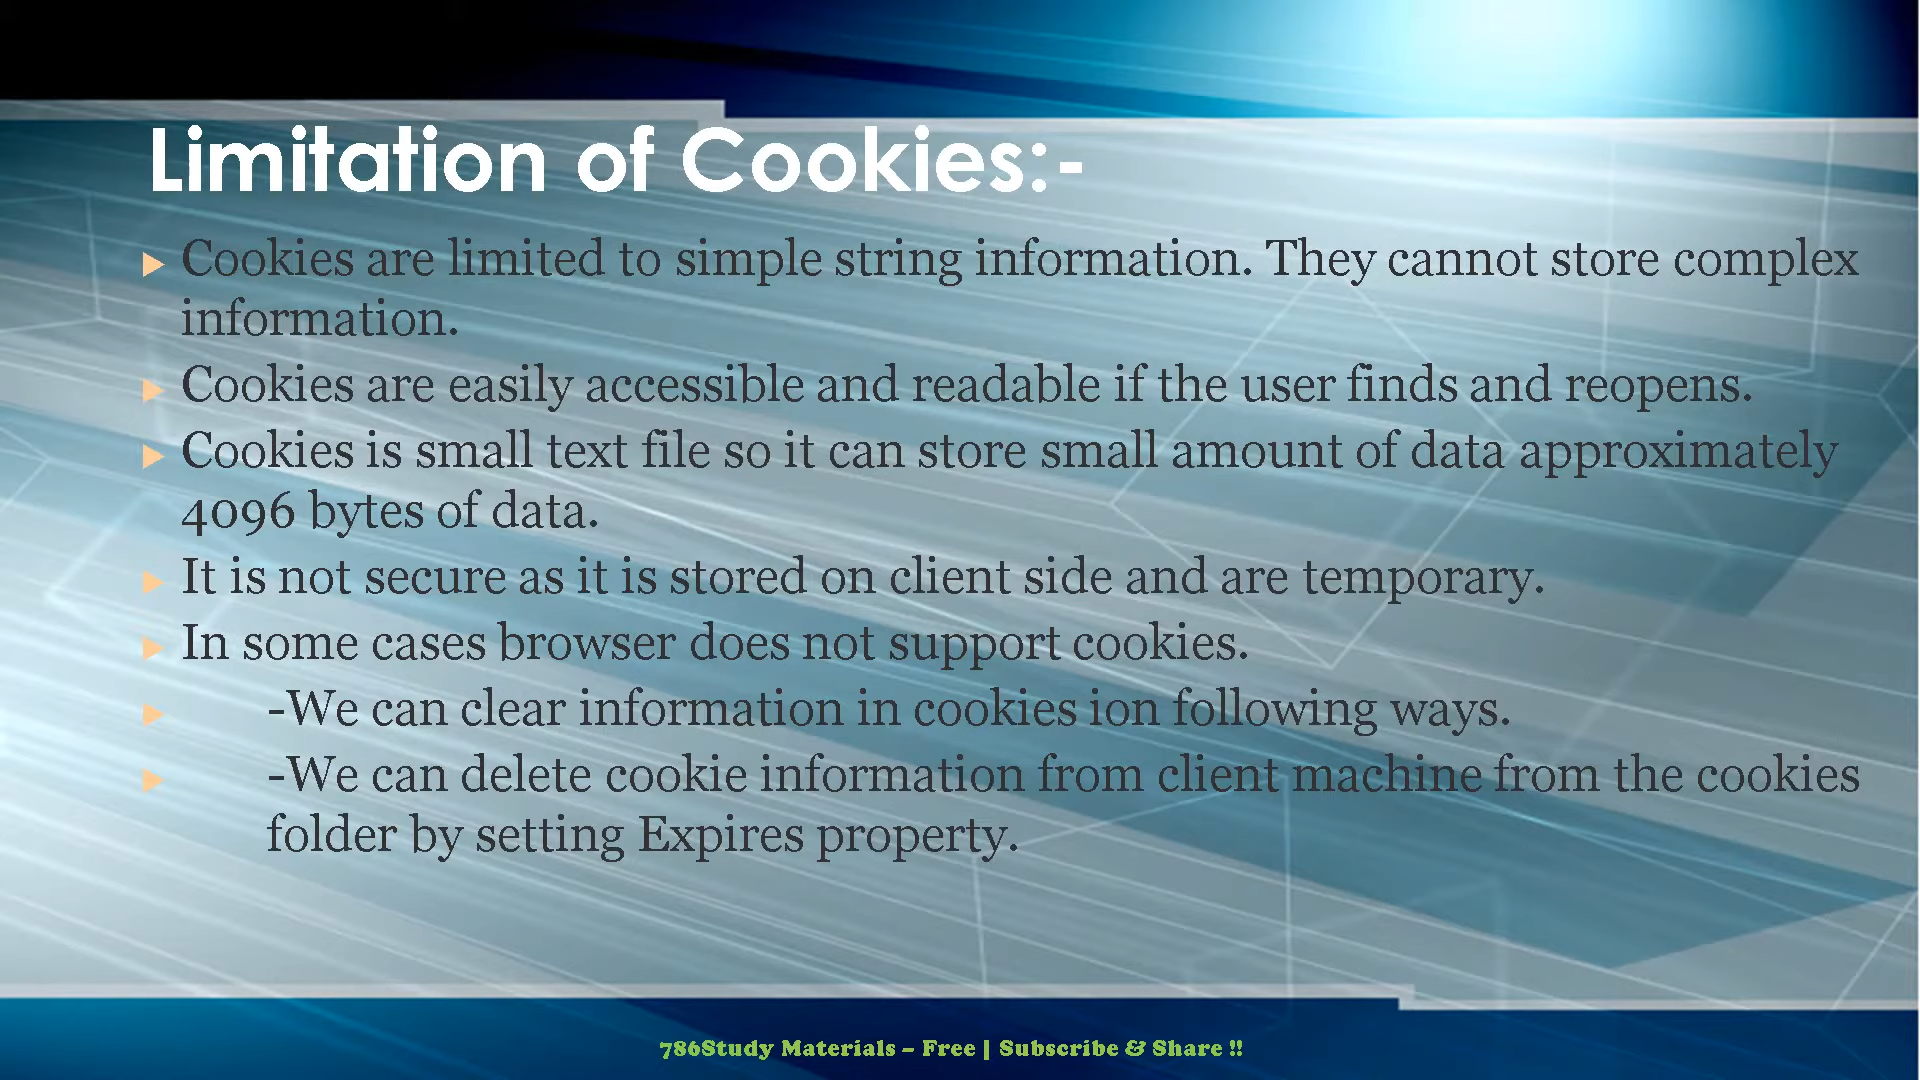 Limitation of Cookies:-
Cookies are limited to simple string information. They cannot store complex
information.
Cookies are easily accessible and readable if the user finds and reopens.
Cookies is small text file so it can store small amount of data approximately
4096 bytes of data.
It is not secure as it is stored on client side and are temporary.
In some cases browser does not support cookies.
-We can clear information in cookies ion following ways.
-We can delete cookie information from client machine from the cookies
folder by setting Expires property.
786Study Materials – Free | Subscribe & Share !!